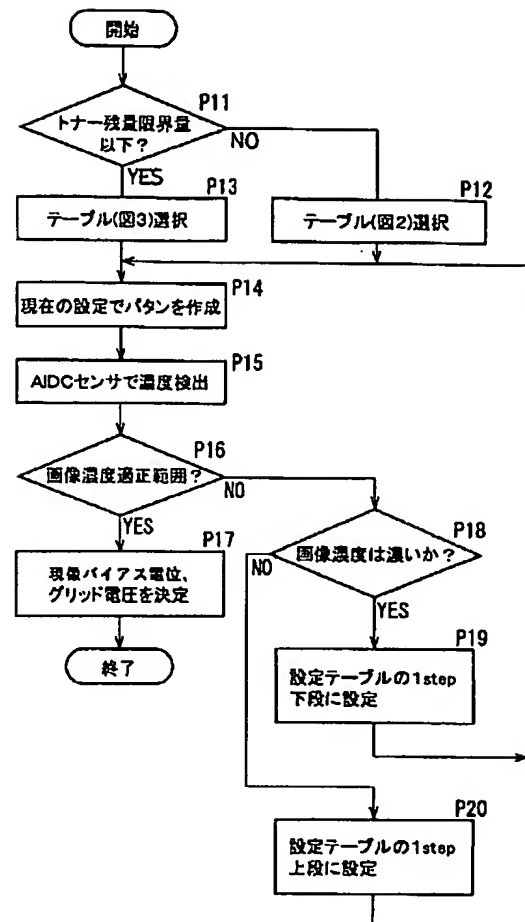 開始
P11
トナー残量限界量
以下?
NO
YES
P13
テーブル(図3)選択
P12
テーブル(図2)選択
P14
現在の設定でパタンを作成
P15
AIDCセンサで濃度検出
P16
画像濃度適正範囲?
NO
YES
P17
現像バイアス電位、
グリッド電圧を決定
終了
P18
画像濃度は濃いか?
NO
YES
P19
設定テーブルの1step
下段に設定
P20
設定テーブルの1step
上段に設定